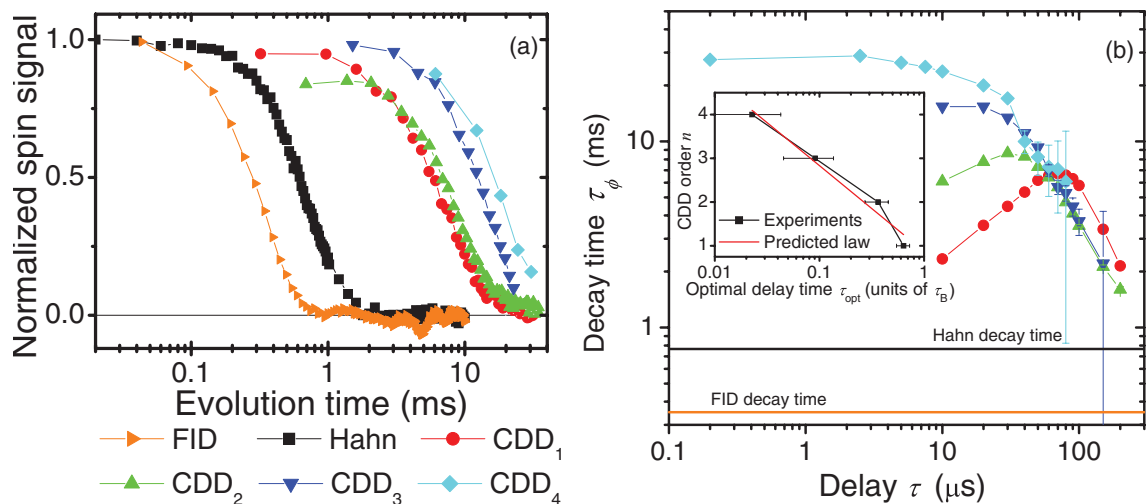 Normalized spin signal
1.0
0.5
0.0
(a)
0.1
1
10
Evolution time (ms)
FID
Hahn
CDD1
CDD2
CDD3
CDD4
Decay time τϕ (ms)
10
1
(b)
CDD order n
4
3
2
1
Experiments
Predicted law
0.01
0.1
1
Optimal delay time τopt (units of τB)
Hahn decay time
FID decay time
0.1
1
10
100
Delay τ (μs)